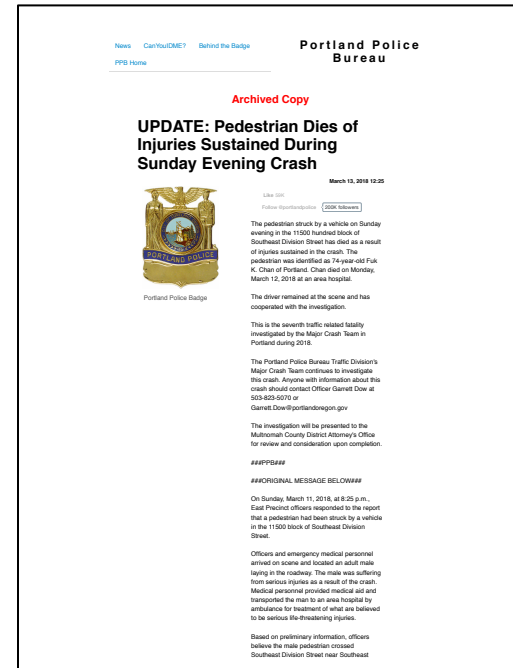 News CanYouIDME? Behind the Badge
PPB Home
Portland Police
Bureau
Archived Copy
UPDATE: Pedestrian Dies of
Injuries Sustained During
Sunday Evening Crash
March 13, 2018 12:25
Like
Follow @portlandpolice 200K followers
PORTLAND POLICE
Portland Police Badge
The pedestrian struck by a vehicle on Sunday
evening in the 11500 hundred block of
Southeast Division Street has died as a result
of injuries sustained in the crash. The
pedestrian was identified as 74-year-old Fuk
K. Chan of Portland. Chan died on Monday,
March 12, 2018 at an area hospital.
The driver remained at the scene and has
cooperated with the investigation.
This is the seventh traffic related fatality
investigated by the Major Crash Team in
Portland during 2018.
The Portland Police Bureau Traffic Division's
Major Crash Team continues to investigate
this crash. Anyone with information about this
crash should contact Officer Garrett Dow at
503-823-5070 or
Garrett.Dow@portlandoregon.gov
The investigation will be presented to the
Multnomah County District Attorney's Office
for review and consideration upon completion.
###PPB###
###ORIGINAL MESSAGE BELOW###
On Sunday, March 11, 2018, at 8:25 p.m.,
East Precinct officers responded to the report
that a pedestrian had been struck by a vehicle
in the 11500 block of Southeast Division
Street.
Officers and emergency medical personnel
arrived on scene and located an adult male
laying in the roadway. The male was suffering
from serious injuries as a result of the crash.
Medical personnel provided medical aid and
transported the man to an area hospital by
ambulance for treatment of what are believed
to be serious life-threatening injuries.
Based on preliminary information, officers
believe the male pedestrian crossed
Southeast Division Street near Southeast